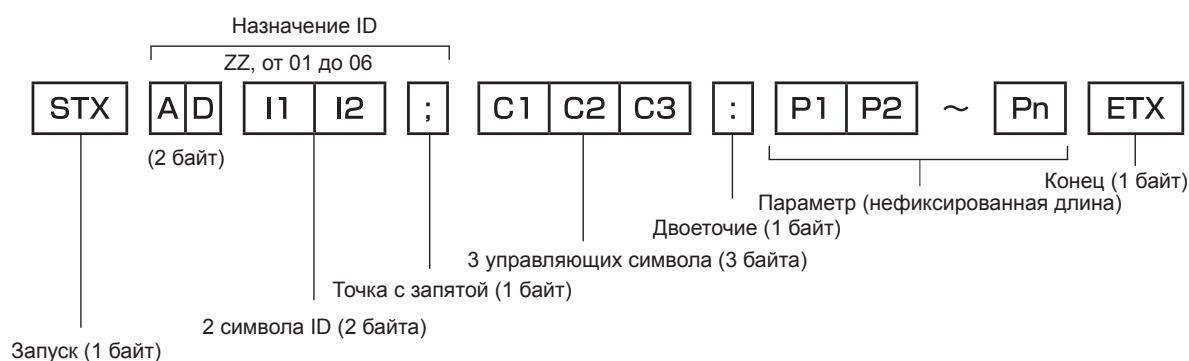 Назначение ID
ZZ, от 01 до 06
STX A D I1 I2 ; C1 C2 C3 : P1 P2 ～ Pn ETX
(2 байт)
Конец (1 байт)
Параметр (нефиксированная длина)
Двоеточие (1 байт)
3 управляющих символа (3 байта)
Точка с запятой (1 байт)
2 символа ID (2 байта)
Запуск (1 байт)